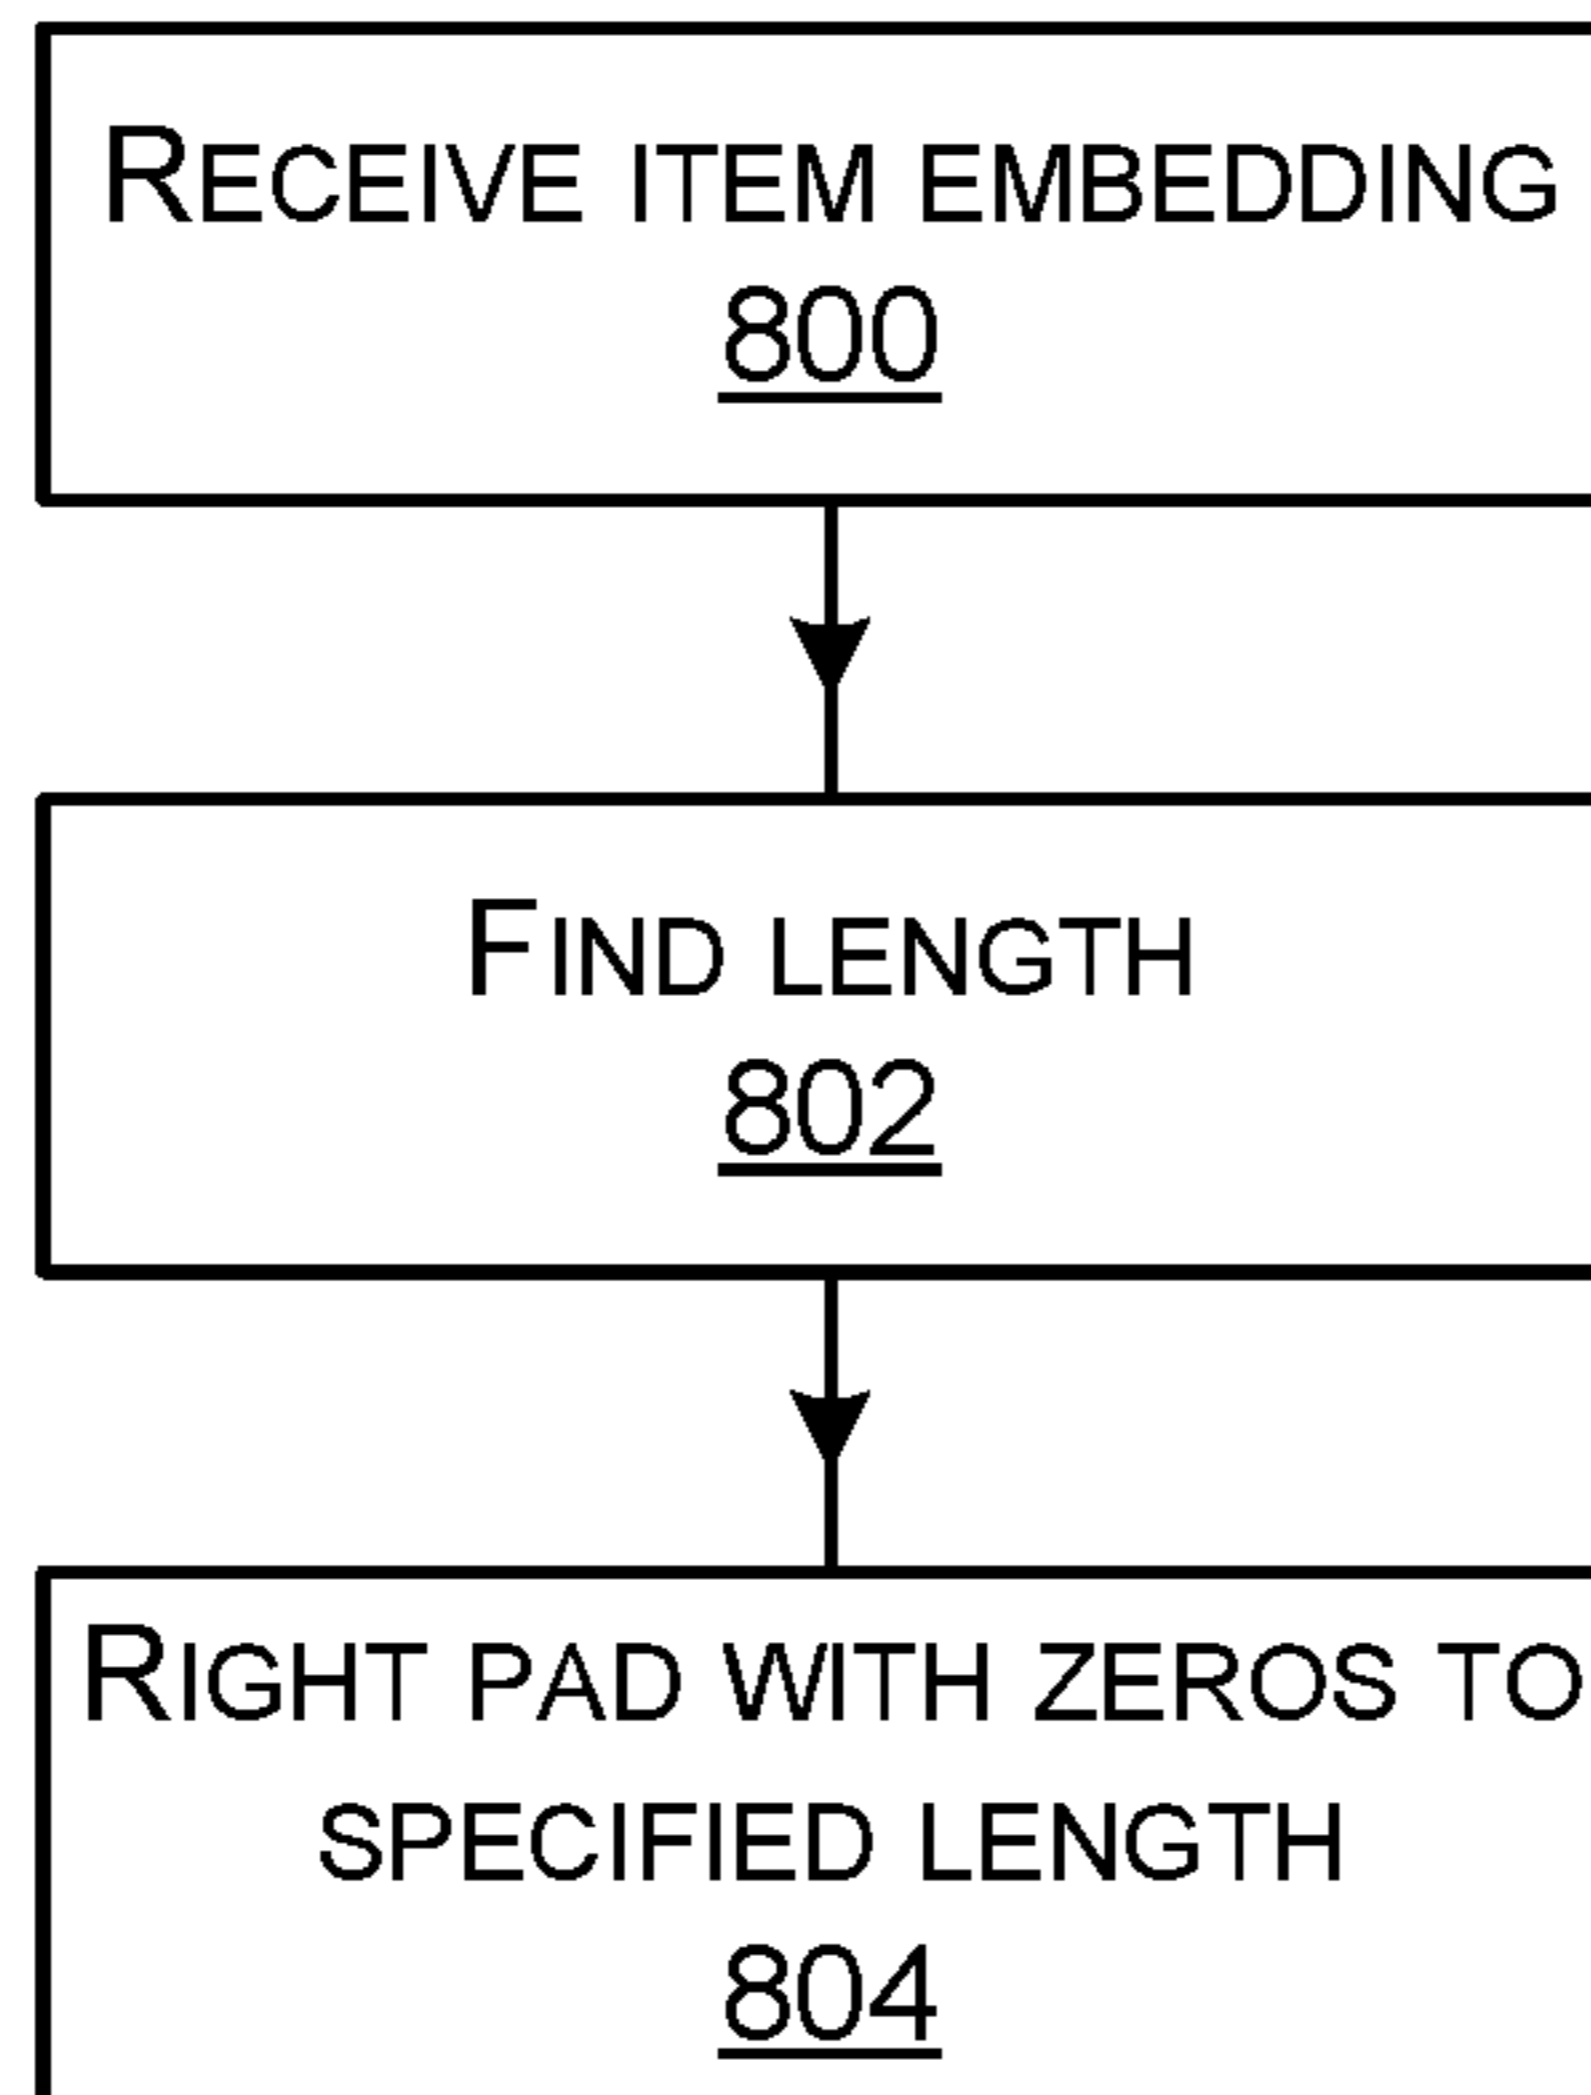 RECEIVE ITEM EMBEDDING
800
FIND LENGTH
802
RIGHT PAD WITH ZEROS TO
SPECIFIED LENGTH
804